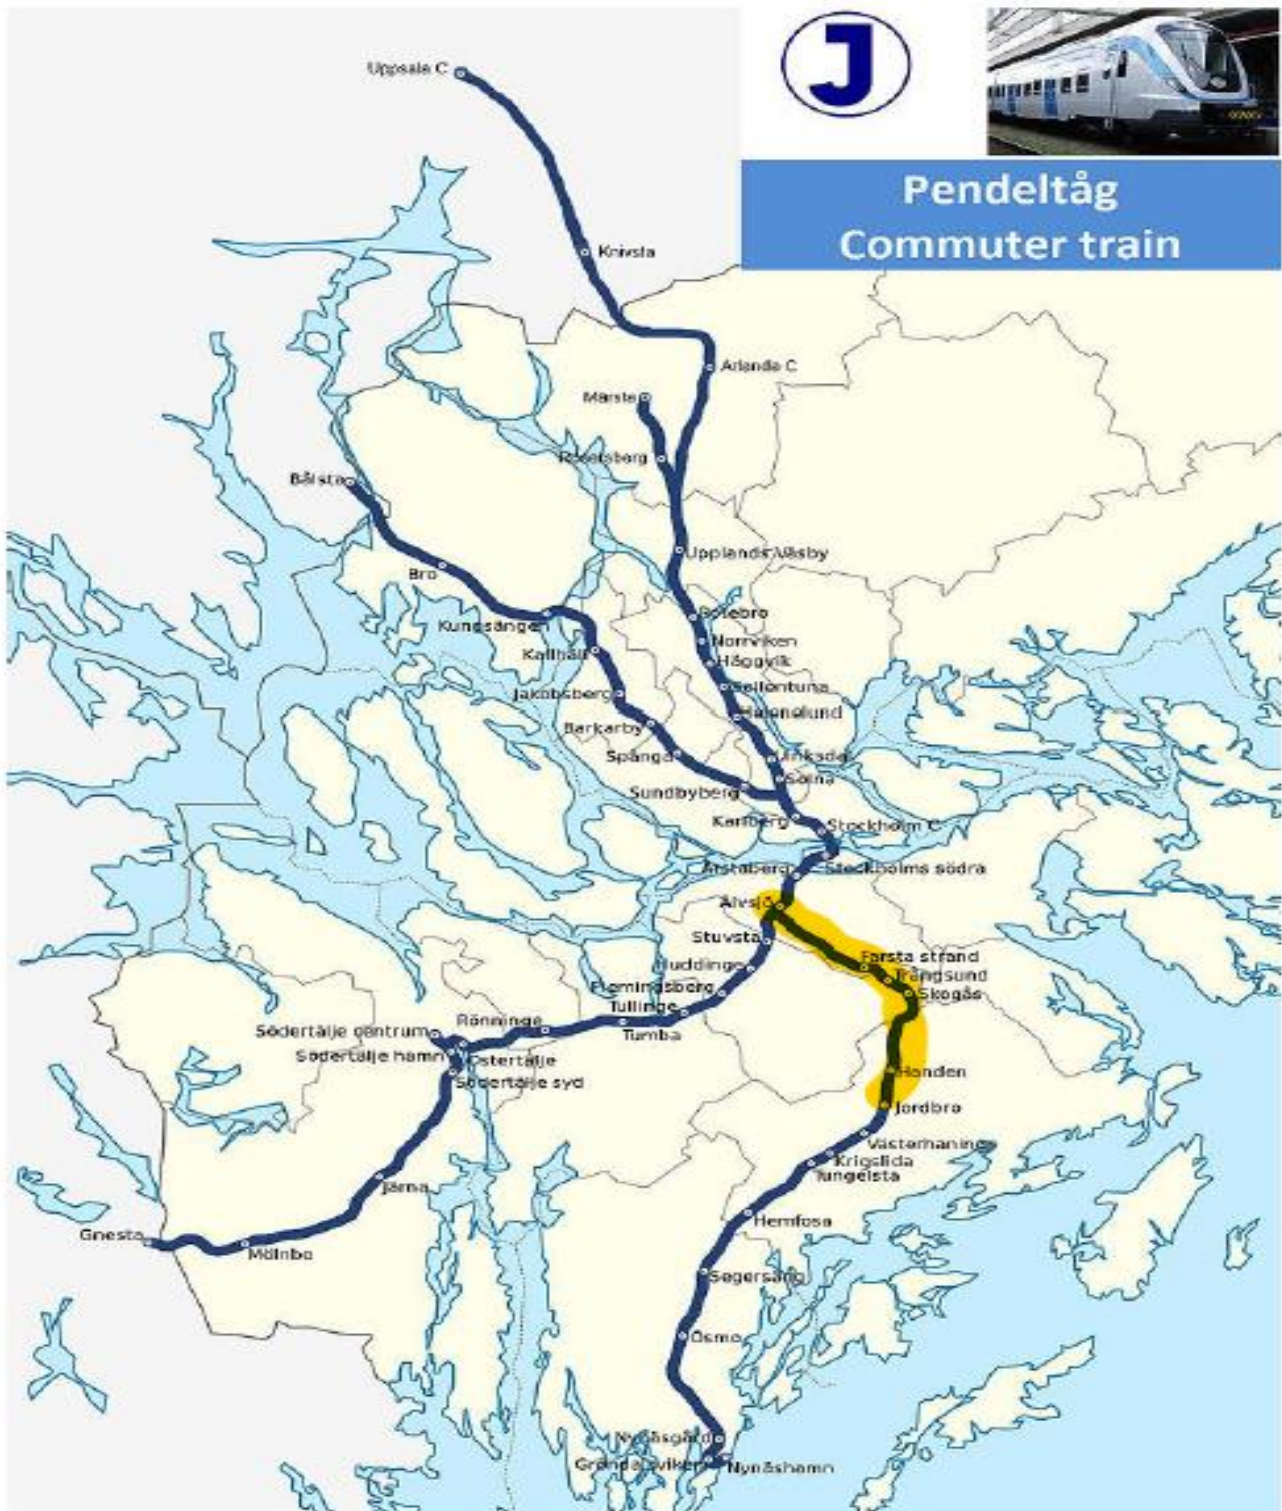 J
Pendeltåg
Commuter train
Uppsala C
Knivsta
Arlanda C
Märsta
Rosersberg
Bålsta
Upplands Väsby
Bro
Rotebro
Kungsängen
Norrviken
Kallhäll
Häggvik
Jakobsberg
Sollentuna
Helenelund
Barkarby
Spånga
Ulriksdal
Solna
Sundbyberg
Karlberg
Stockholm C
Årstaberg
Stockholms södra
Älvsjö
Stuvsta
Farsta strand
Huddinge
Trångsund
Flemingsberg
Skogås
Tullinge
Rönninge
Södertälje centrum
Tumba
Södertälje hamn
Östertälje
Handen
Södertälje syd
Jordbro
Västerhaninge
Krigslida
Tungelsta
Järna
Hemfosa
Gnesta
Mölnbo
Segersäng
Ösmo
Nynäsgård
Gröndalsviken
Nynäshamn